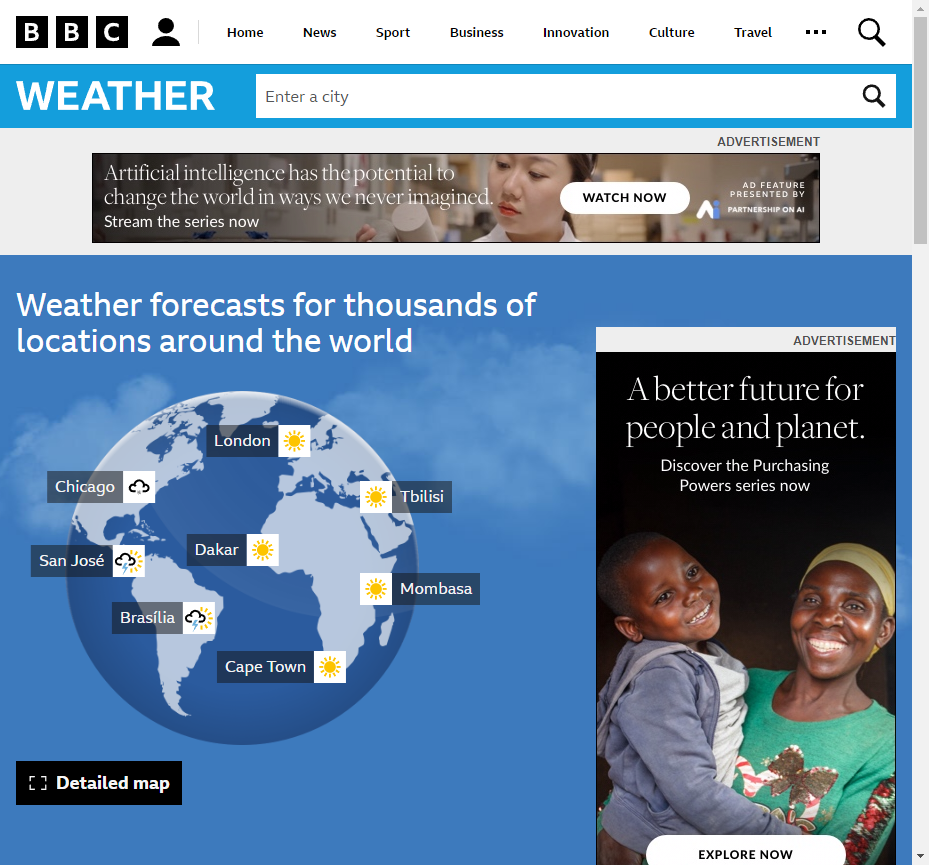 BBC
Home
News
Sport
Business
Innovation
Culture
Travel
WEATHER
Enter a city
ADVERTISEMENT
Artificial intelligence has the potential to
change the world in ways we never imagined.
Stream the series now
WATCH NOW
AD FEATURE
PRESENTED BY
PARTNERSHIP ON AI
Weather forecasts for thousands of
locations around the world
London
Chicago
Tbilisi
San José
Dakar
Mombasa
Brasília
Cape Town
Detailed map
ADVERTISEMENT
A better future for
people and planet.
Discover the Purchasing
Powers series now
EXPLORE NOW